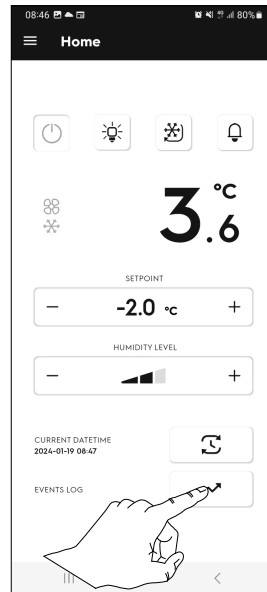 08:46 80%
Home
3.6 °C
SETPOINT
− -2.0 °C +
HUMIDITY LEVEL
− +
CURRENT DATETIME
2024-01-19 08:47
EVENTS LOG